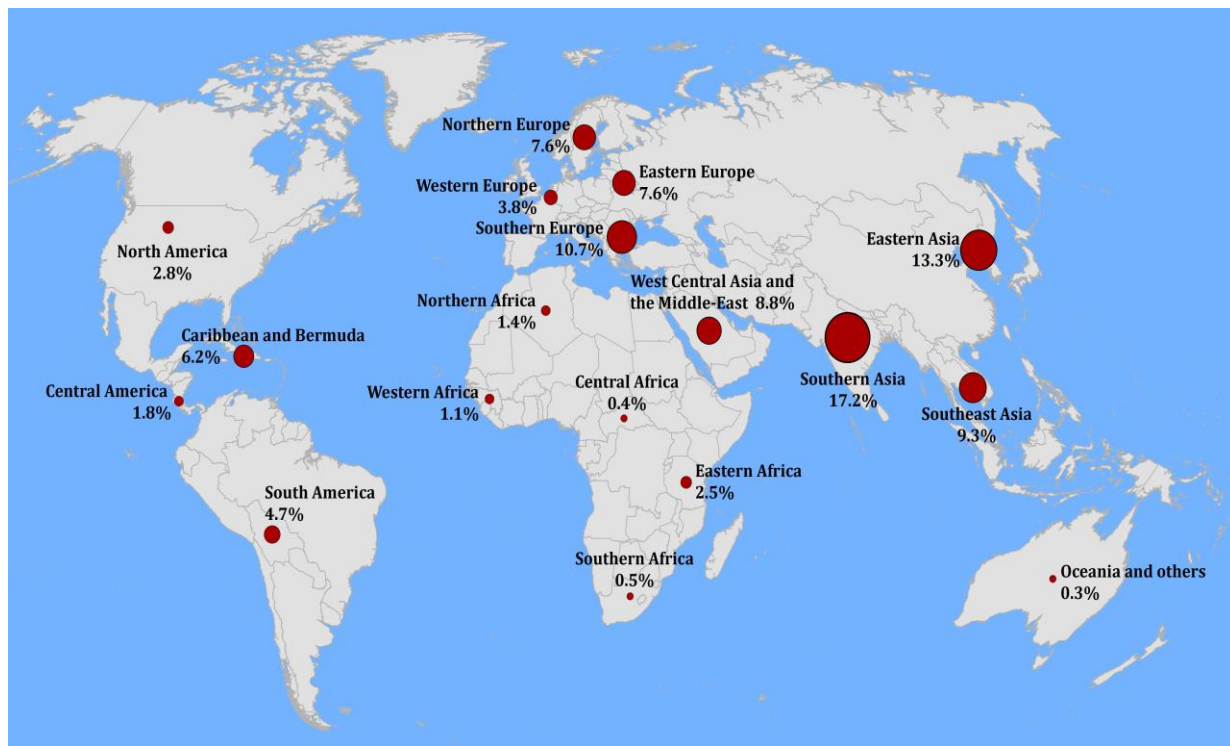 Northern Europe
7.6%
Eastern Europe
7.6%
Western Europe
3.8%
Southern Europe
10.7%
North America
2.8%
Eastern Asia
13.3%
West Central Asia and
the Middle-East 8.8%
Northern Africa
1.4%
Caribbean and Bermuda
6.2%
Central America
1.8%
Western Africa
1.1%
Central Africa
0.4%
Southern Asia
17.2%
Southeast Asia
9.3%
Eastern Africa
2.5%
South America
4.7%
Southern Africa
0.5%
Oceania and others
0.3%